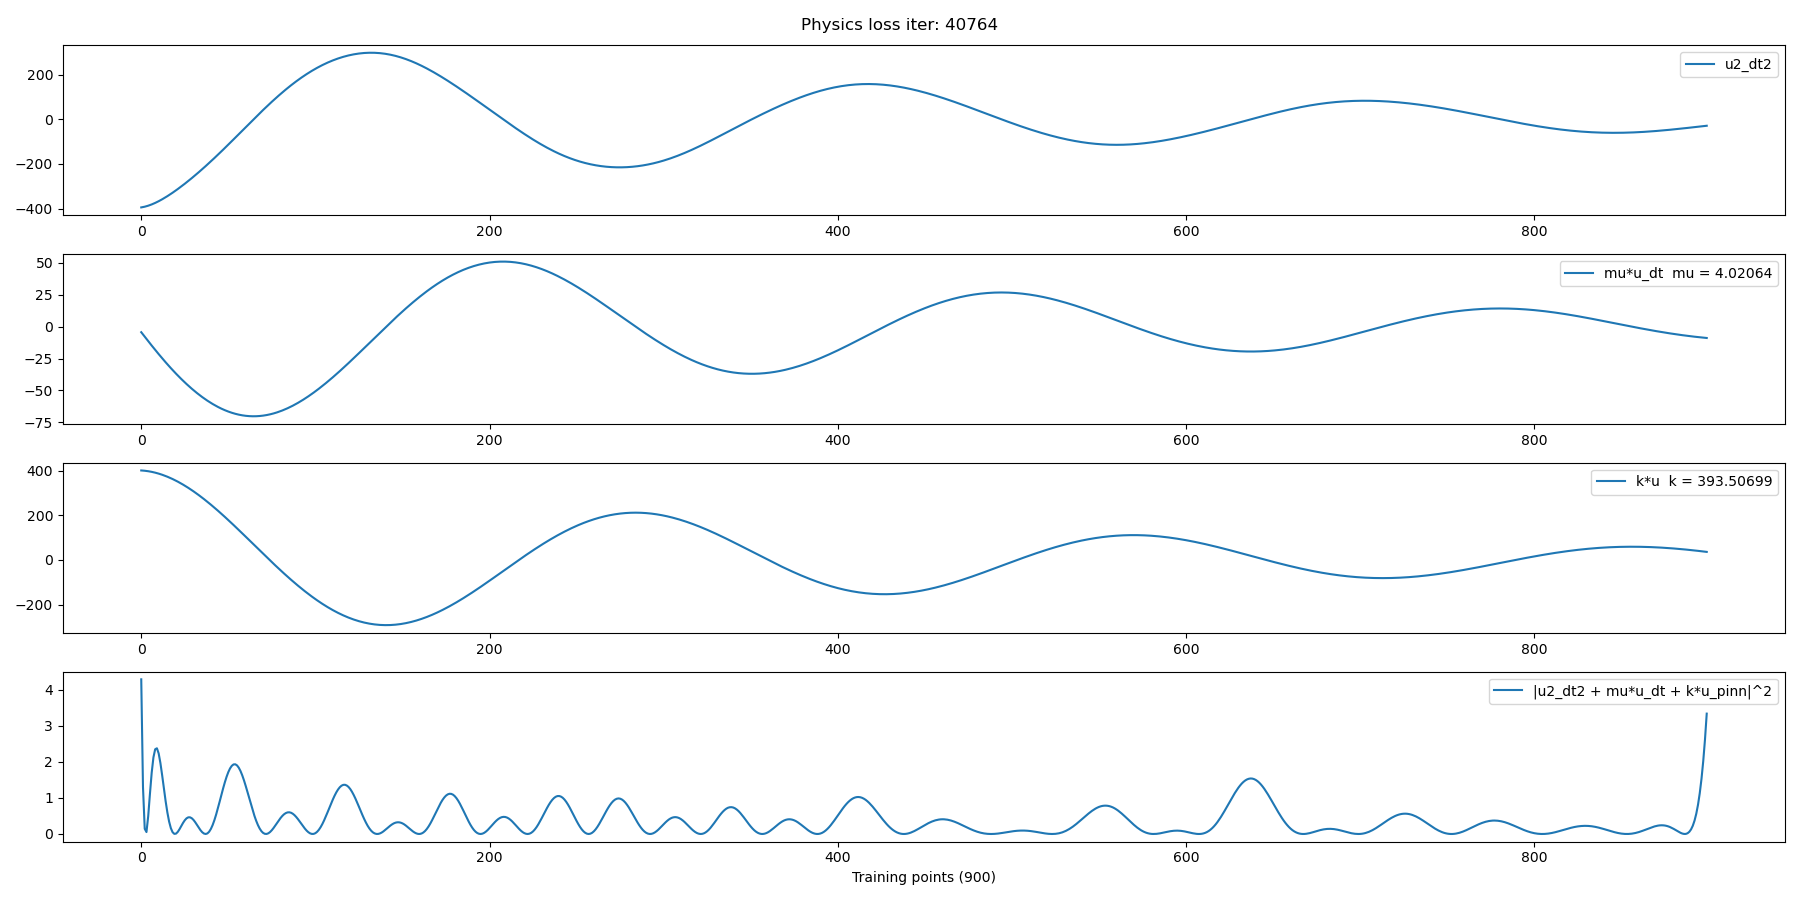 Physics loss iter: 40764
u2_dt2
200
0
−200
−400
0 200 400 600 800
mu*u_dt mu = 4.02064
50
25
0
−25
−50
−75
0 200 400 600 800
k*u k = 393.50699
400
200
0
−200
0 200 400 600 800
|u2_dt2 + mu*u_dt + k*u_pinn|^2
4
3
2
1
0
0 200 400 600 800
Training points (900)